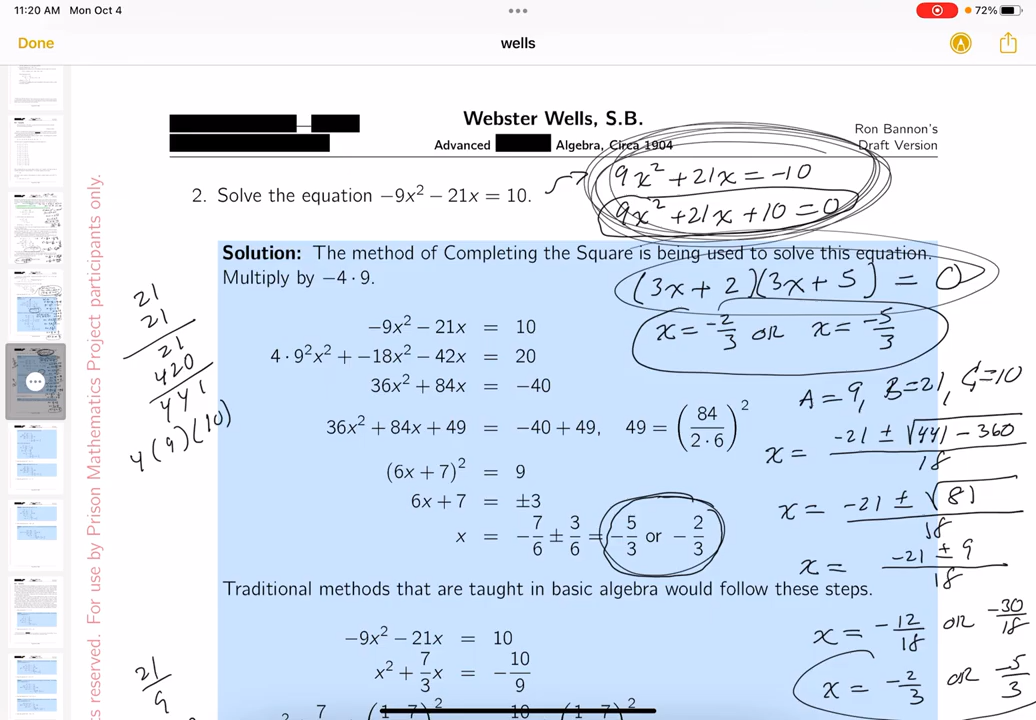 11:20 AM Mon Oct 4
72%
Done
wells
Webster Wells, S.B.
Advanced Algebra, Circa 1904
Ron Bannon's
Draft Version
9x² + 21x = -10
2. Solve the equation −9x² − 21x = 10.
9x² + 21x + 10 = 0
Solution: The method of Completing the Square is being used to solve this equation.
Multiply by −4 · 9.
(3x + 2)(3x + 5) = 0
x = -2/3 OR x = -5/3
−9x² − 21x = 10
4 · 9²x² + −18x² − 42x = 20
36x² + 84x = −40
36x² + 84x + 49 = −40 + 49, 49 = (84/(2 · 6))²
(6x + 7)² = 9
6x + 7 = ±3
x = −7/6 ± 3/6 = −5/3 or −2/3
21
21
21
420
441
4(9)(10)
A = 9, B = 21, C = 10
x = (-21 ± √(441 - 360))/18
x = (-21 ± √81)/18
x = (-21 ± 9)/18
x = -12/18 OR -30/18
x = -2/3 OR -5/3
Traditional methods that are taught in basic algebra would follow these steps.
−9x² − 21x = 10
x² + 7/3x = −10/9
21/9
s reserved. For use by Prison Mathematics Project participants only.